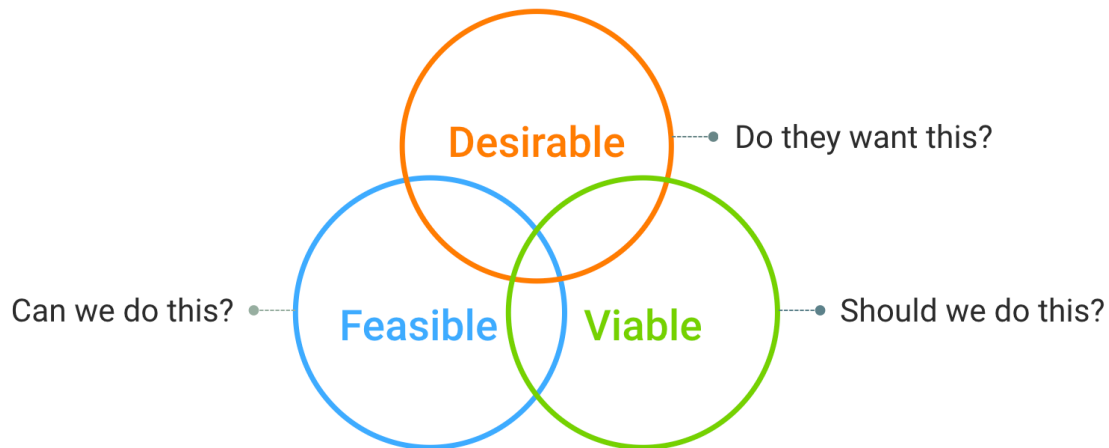 Desirable
Do they want this?
Can we do this?
Feasible
Viable
Should we do this?